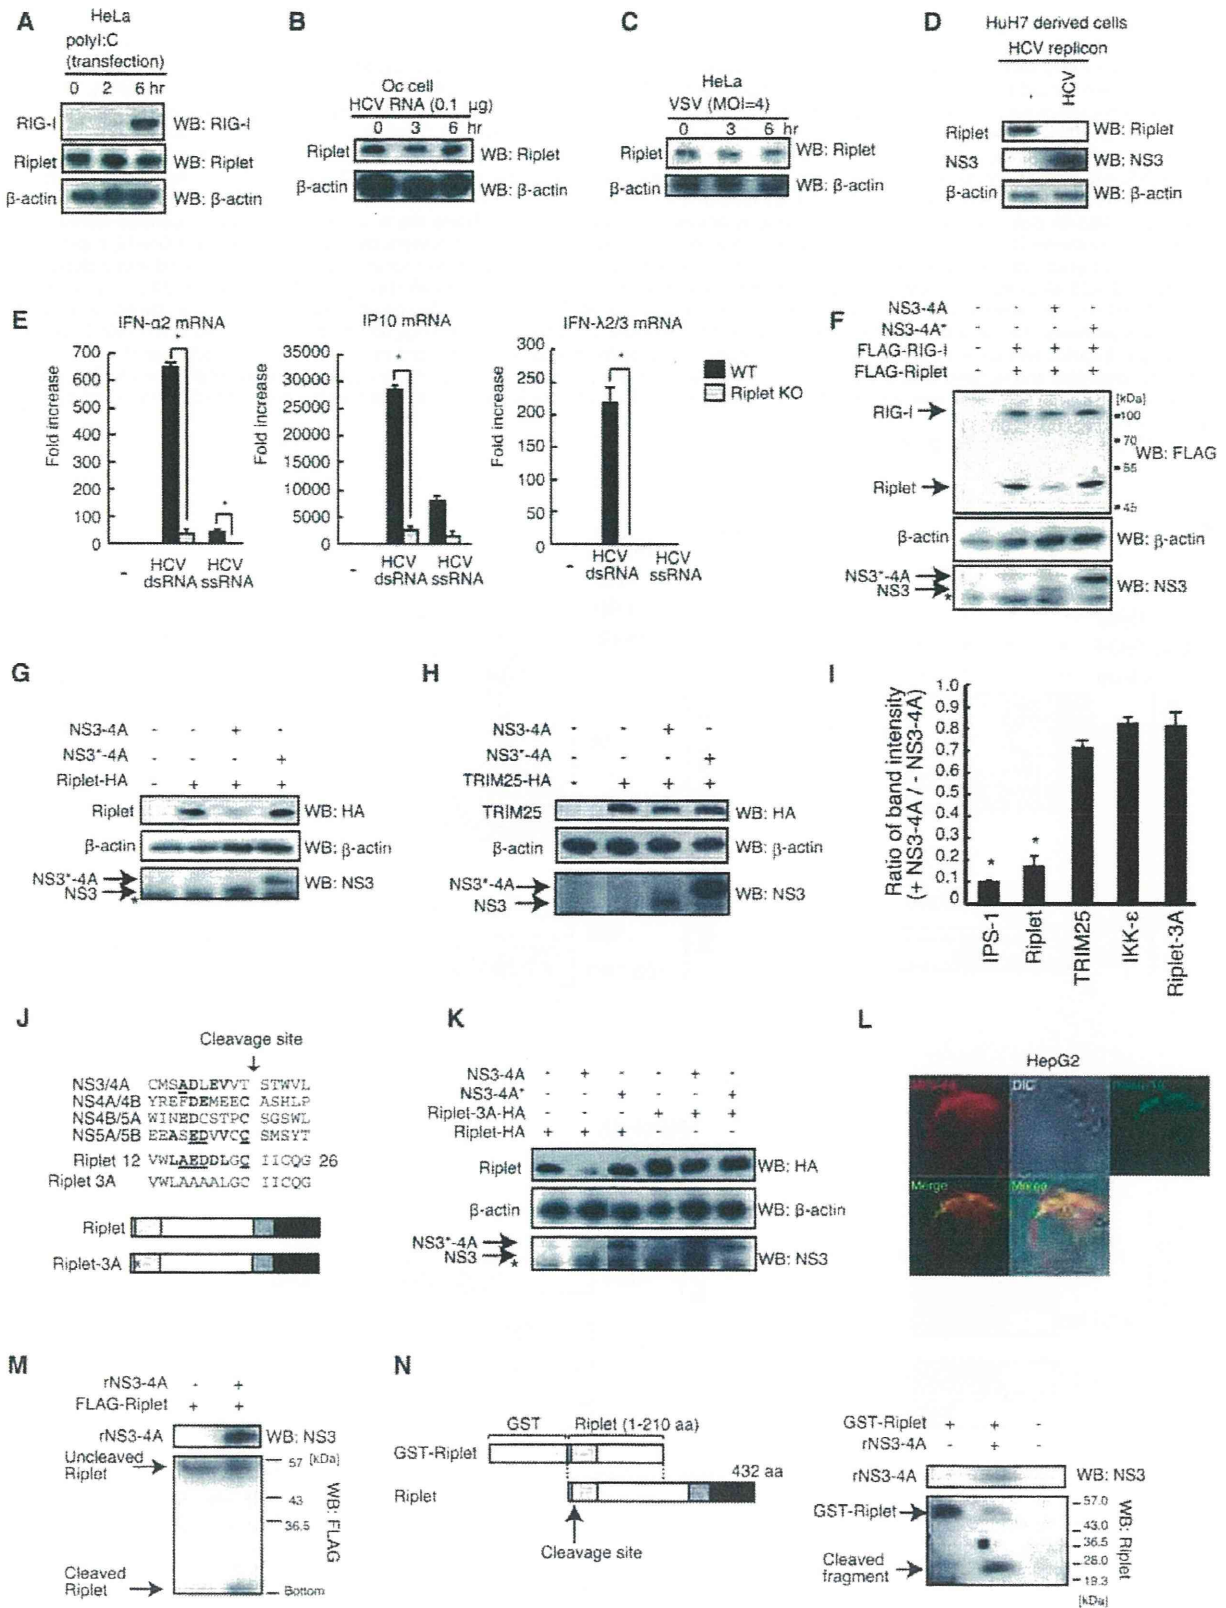 A
HeLa
polyI:C
(transfection)
0 2 6 hr
RIG-I WB: RIG-I
Riplet WB: Riplet
β-actin WB: β-actin
B
Oc cell
HCV RNA (0.1 μg)
0 3 6 hr
Riplet WB: Riplet
β-actin WB: β-actin
C
HeLa
VSV (MOI=4)
0 3 6 hr
Riplet WB: Riplet
β-actin WB: β-actin
D
HuH7 derived cells
HCV replicon
- HCV
Riplet WB: Riplet
NS3 WB: NS3
β-actin WB: β-actin
E
IFN-α2 mRNA
Fold increase
700
600
500
400
300
200
100
0
* *
- HCV dsRNA HCV ssRNA
IP10 mRNA
Fold increase
35000
30000
25000
20000
15000
10000
5000
0
*
- HCV dsRNA HCV ssRNA
IFN-λ2/3 mRNA
Fold increase
300
250
200
150
100
50
0
*
- HCV dsRNA HCV ssRNA
WT
Riplet KO
F
NS3-4A - - + -
NS3-4A* - - - +
FLAG-RIG-I - + + +
FLAG-Riplet - + + +
[kDa]
RIG-I 100
70
WB: FLAG
55
Riplet
45
β-actin WB: β-actin
NS3*-4A
NS3 WB: NS3
*
G
NS3-4A - - + -
NS3*-4A - - - +
Riplet-HA - + + +
Riplet WB: HA
β-actin WB: β-actin
NS3*-4A
NS3 WB: NS3
*
H
NS3-4A - - + -
NS3*-4A - - - +
TRIM25-HA - + + +
TRIM25 WB: HA
β-actin WB: β-actin
NS3*-4A
NS3 WB: NS3
I
Ratio of band intensity
(+ NS3-4A / - NS3-4A)
1.0
0.9
0.8
0.7
0.6
0.5
0.4
0.3
0.2
0.1
0
* *
IPS-1 Riplet TRIM25 IKK-ε Riplet-3A
J
Cleavage site
NS3/4A CMSADLEVVT STWVL
NS4A/4B YREFDEMEEC ASHLP
NS4B/5A WINEDCSTPC SGSWL
NS5A/5B EEASEDVVCC SMSYT
Riplet 12 VWLAEDDLGC IICQG 26
Riplet 3A VWLAAAALGC IICQG
Riplet
Riplet-3A x
K
NS3-4A - + - - + -
NS3-4A* - - + - - +
Riplet-3A-HA - - - + + +
Riplet-HA + + + - - -
Riplet WB: HA
β-actin WB: β-actin
NS3*-4A
NS3 WB: NS3
*
L
HepG2
DIC
Merge
M
rNS3-4A - +
FLAG-Riplet + +
rNS3-4A WB: NS3
Uncleaved
Riplet
57 [kDa]
43
36.5
WB: FLAG
Cleaved
Riplet
Bottom
N
GST Riplet (1-210 aa)
GST-Riplet
432 aa
Riplet
Cleavage site
GST-Riplet + + -
rNS3-4A - + -
rNS3-4A WB: NS3
GST-Riplet
57.0
43.0
36.5
28.0
19.3
WB: Riplet
Cleaved
fragment
[kDa]